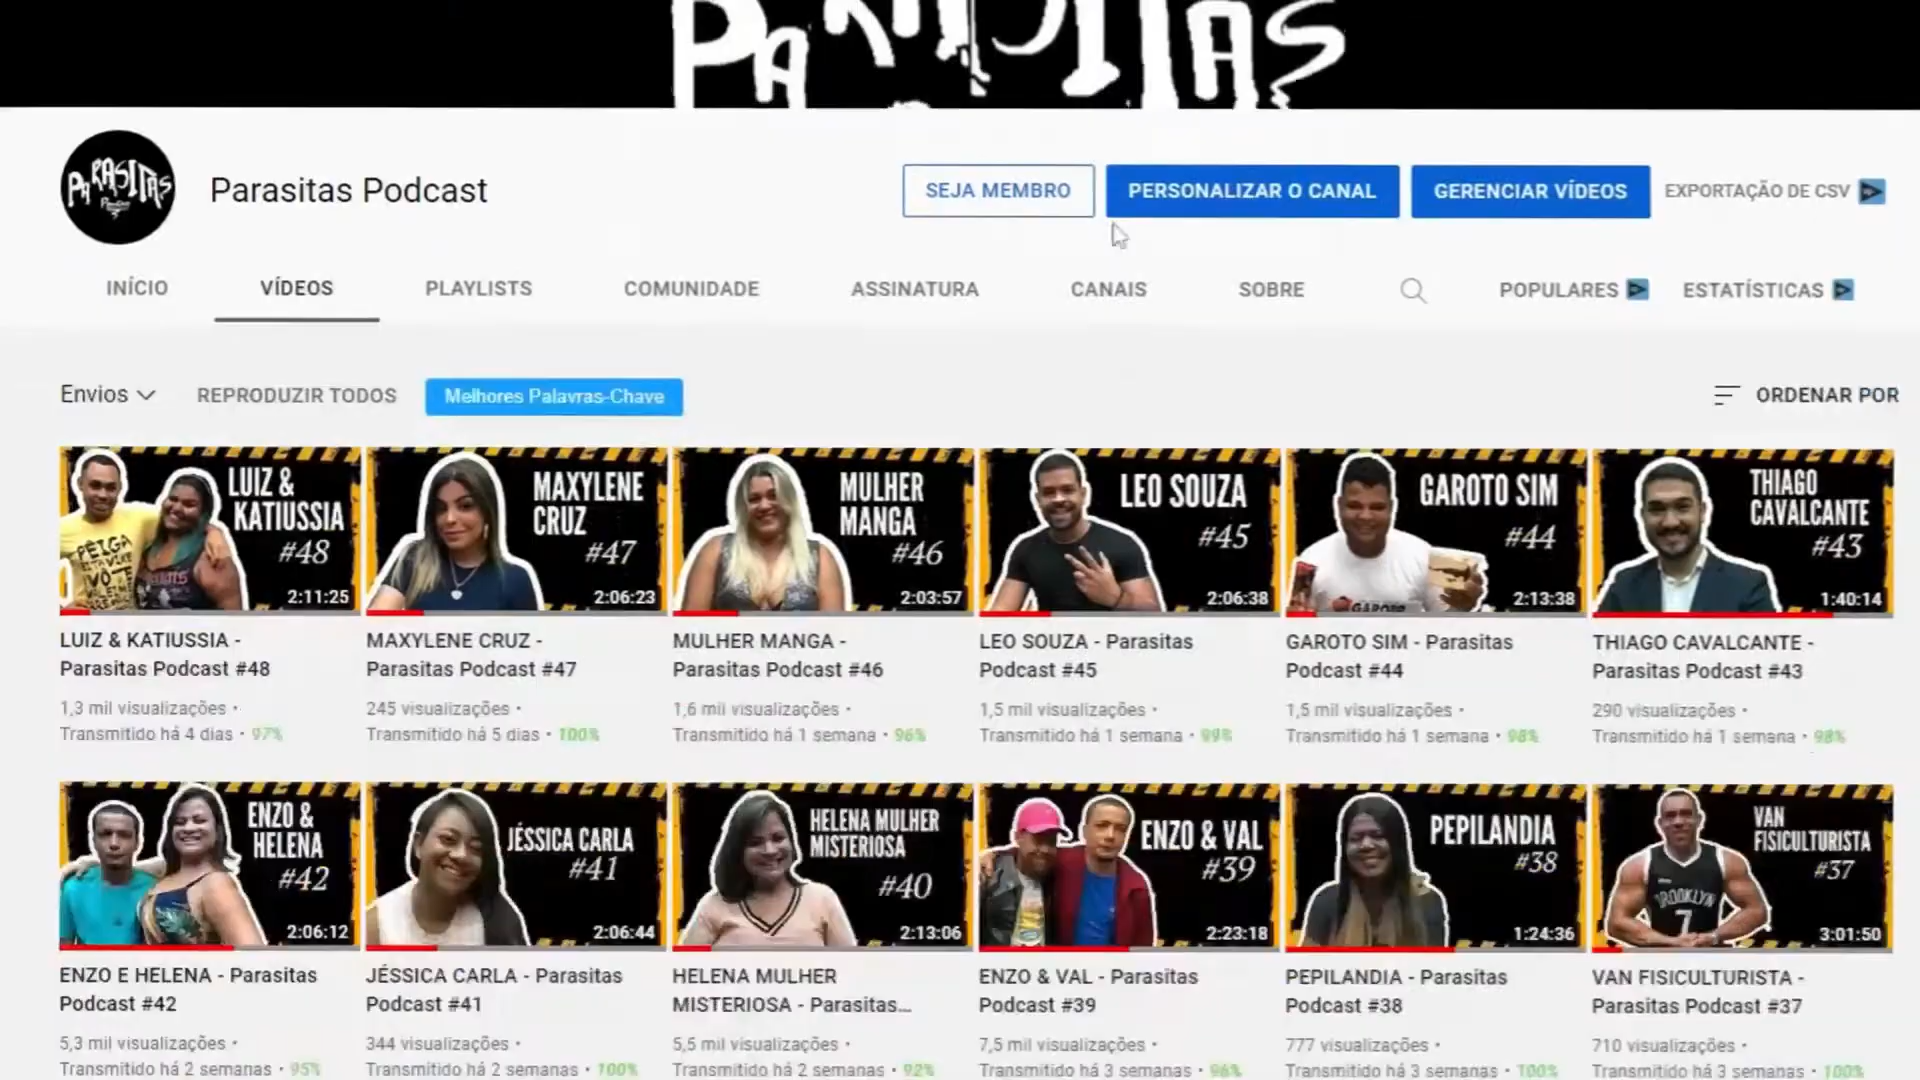 PARASITAS
PARASITAS
Parasitas Podcast
SEJA MEMBRO
PERSONALIZAR O CANAL
GERENCIAR VÍDEOS
EXPORTAÇÃO DE CSV
INÍCIO
VÍDEOS
PLAYLISTS
COMUNIDADE
ASSINATURA
CANAIS
SOBRE
POPULARES
ESTATÍSTICAS
Envios
REPRODUZIR TODOS
Melhores Palavras-Chave
ORDENAR POR
LUIZ &
KATIUSSIA
#48
2:11:25
MAXYLENE
CRUZ
#47
2:06:23
MULHER
MANGA
#46
2:03:57
LEO SOUZA
#45
2:06:38
GAROTO SIM
#44
2:13:38
THIAGO
CAVALCANTE
#43
1:40:14
LUIZ & KATIUSSIA -
Parasitas Podcast #48
1,3 mil visualizações •
Transmitido há 4 dias • 97%
MAXYLENE CRUZ -
Parasitas Podcast #47
245 visualizações •
Transmitido há 5 dias • 100%
MULHER MANGA -
Parasitas Podcast #46
1,6 mil visualizações •
Transmitido há 1 semana • 96%
LEO SOUZA - Parasitas
Podcast #45
1,5 mil visualizações •
Transmitido há 1 semana • 99%
GAROTO SIM - Parasitas
Podcast #44
1,5 mil visualizações •
Transmitido há 1 semana • 98%
THIAGO CAVALCANTE -
Parasitas Podcast #43
290 visualizações •
Transmitido há 1 semana • 98%
ENZO &
HELENA
#42
2:06:12
JÉSSICA CARLA
#41
2:06:44
HELENA MULHER
MISTERIOSA
#40
2:13:06
ENZO & VAL
#39
2:23:18
PEPILANDIA
#38
1:24:36
VAN
FISICULTURISTA
#37
BROOKLYN
7
3:01:50
ENZO E HELENA - Parasitas
Podcast #42
5,3 mil visualizações •
Transmitido há 2 semanas • 95%
JÉSSICA CARLA - Parasitas
Podcast #41
344 visualizações •
Transmitido há 2 semanas • 100%
HELENA MULHER
MISTERIOSA - Parasitas...
5,5 mil visualizações •
Transmitido há 2 semanas • 92%
ENZO & VAL - Parasitas
Podcast #39
7,5 mil visualizações •
Transmitido há 3 semanas • 96%
PEPILANDIA - Parasitas
Podcast #38
777 visualizações •
Transmitido há 3 semanas • 100%
VAN FISICULTURISTA -
Parasitas Podcast #37
710 visualizações •
Transmitido há 3 semanas • 100%